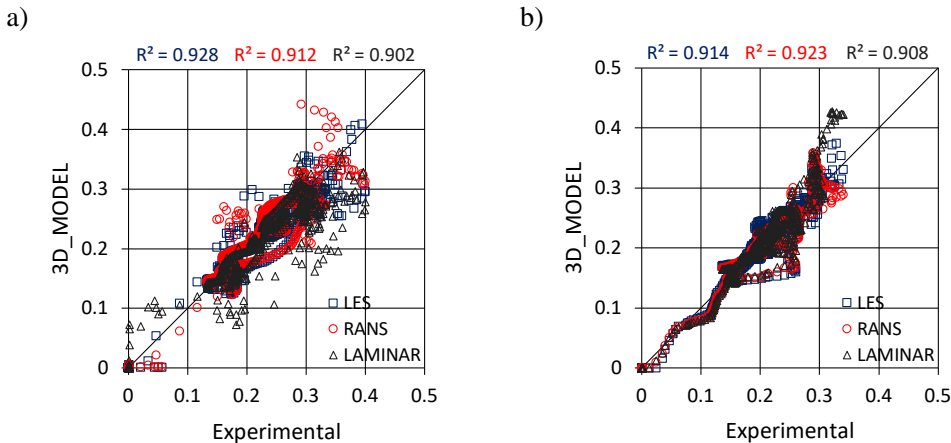 a)
R² = 0.928 R² = 0.912 R² = 0.902
0.5
0.4
0.3
0.2
0.1
0
3D_MODEL
LES
RANS
LAMINAR
0 0.1 0.2 0.3 0.4 0.5
Experimental
b)
R² = 0.914 R² = 0.923 R² = 0.908
0.5
0.4
0.3
0.2
0.1
0
3D_MODEL
LES
RANS
LAMINAR
0 0.1 0.2 0.3 0.4 0.5
Experimental